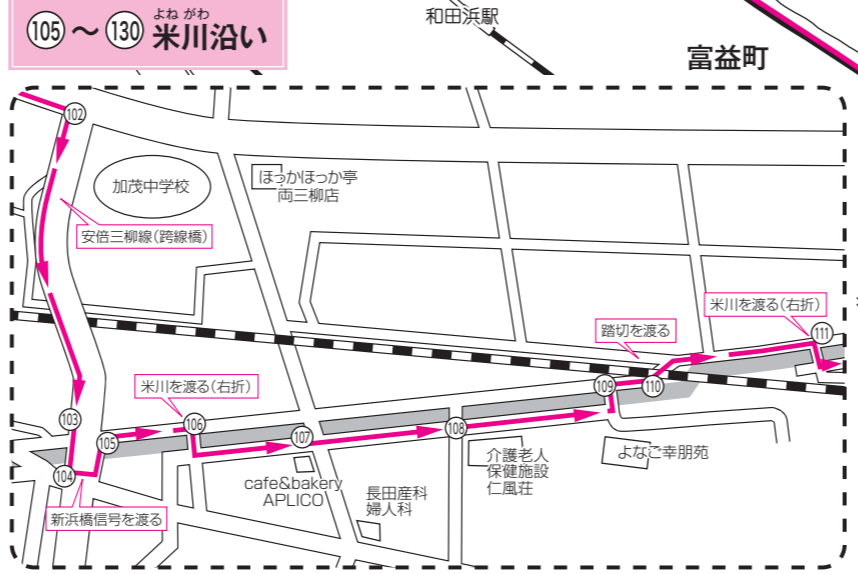 よね がわ
⑩⑤～⑬⓪ 米川沿い
和田浜駅
富益町
102
加茂中学校
ほっかほっか亭
両三柳店
安倍三柳線(跨線橋)
米川を渡る(右折)
111
踏切を渡る
米川を渡る(右折)
109
110
103
106
105
107
108
104
cafe&bakery
APLICO
長田産科
婦人科
介護老人
保健施設
仁風荘
よなご幸朋苑
新浜橋信号を渡る